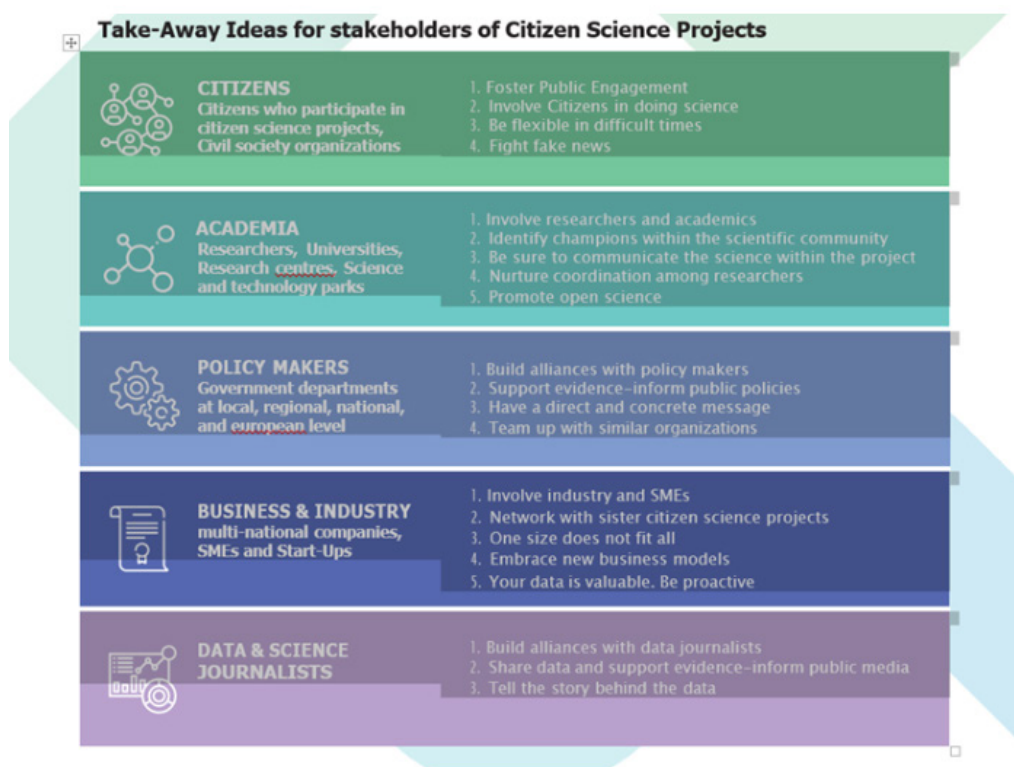 Take-Away Ideas for stakeholders of Citizen Science Projects
CITIZENS
Citizens who participate in
citizen science projects,
Civil society organizations
1. Foster Public Engagement
2. Involve Citizens in doing science
3. Be flexible in difficult times
4. Fight fake news
ACADEMIA
Researchers, Universities,
Research centres, Science
and technology parks
1. Involve researchers and academics
2. Identify champions within the scientific community
3. Be sure to communicate the science within the project
4. Nurture coordination among researchers
5. Promote open science
POLICY MAKERS
Government departments
at local, regional, national,
and european level
1. Build alliances with policy makers
2. Support evidence-inform public policies
3. Have a direct and concrete message
4. Team up with similar organizations
BUSINESS & INDUSTRY
multi-national companies,
SMEs and Start-Ups
1. Involve industry and SMEs
2. Network with sister citizen science projects
3. One size does not fit all
4. Embrace new business models
5. Your data is valuable. Be proactive
DATA & SCIENCE
JOURNALISTS
1. Build alliances with data journalists
2. Share data and support evidence-inform public media
3. Tell the story behind the data